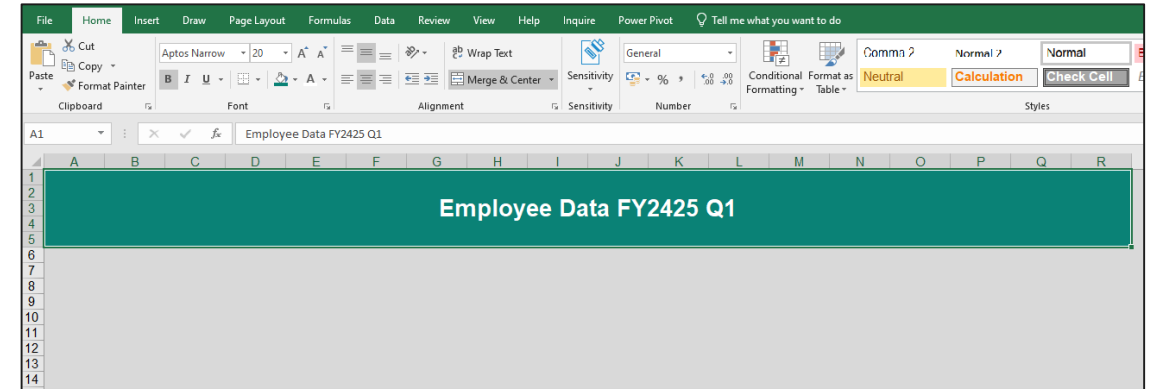 File Home Insert Draw Page Layout Formulas Data Review View Help Inquire Power Pivot Tell me what you want to do
Cut
Copy
Format Painter
Paste
Clipboard
Aptos Narrow 20 A A
B I U A
Font
ab Wrap Text
Merge & Center
Alignment
Sensitivity
Sensitivity
General
% ,
Number
Conditional Formatting
Format as Table
Comma 2 Normal 2 Normal
Neutral Calculation Check Cell
Styles
A1 fx Employee Data FY2425 Q1
A B C D E F G H I J K L M N O P Q R
1
2
3 Employee Data FY2425 Q1
4
5
6
7
8
9
10
11
12
13
14